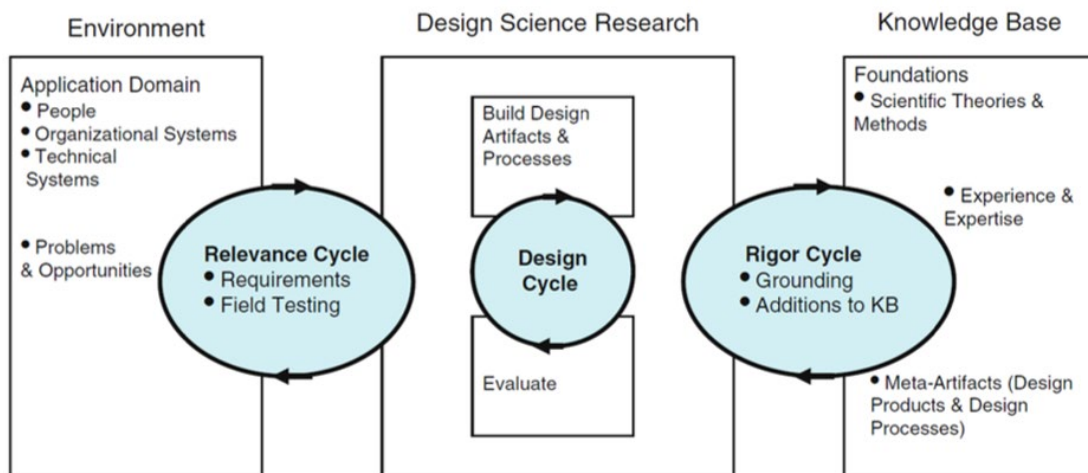 Environment
Design Science Research
Knowledge Base
Application Domain
• People
• Organizational Systems
• Technical
Systems
• Problems
& Opportunities
Relevance Cycle
• Requirements
• Field Testing
Build Design
Artifacts &
Processes
Design
Cycle
Evaluate
Rigor Cycle
• Grounding
• Additions to KB
Foundations
• Scientific Theories &
Methods
• Experience &
Expertise
• Meta-Artifacts (Design
Products & Design
Processes)